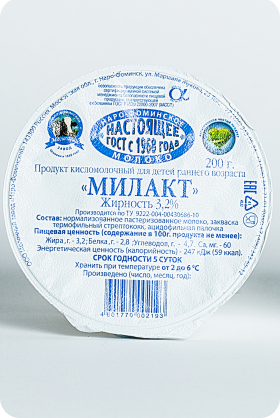 НАРО-ФОМИНСКОЕ
НАСТОЯЩЕЕ
ГОСТ с 1968 ГОДА
МОЛОКО
200 г.
Продукт кисломолочный для детей раннего возраста
«МИЛАКТ»
Жирность 3,2%
Производится по ТУ 9222-004-00430686-10
Состав: нормализованное пастеризованное молоко, закваска
термофильный стрептококк, ацидофильная палочка
Пищевая ценность (содержание в 100г. продукта не менее):
Жира, г. - 3,2; Белка, г. - 2,8 .Углеводов, г. - 4,7. Ca, мг. - 60
Энергетическая ценность (калорийность) - 247 кДж (59 ккал).
СРОК ГОДНОСТИ 5 СУТОК
Хранить при температуре от 2 до 6 °С
Произведено (число, месяц, год):
4601770002193